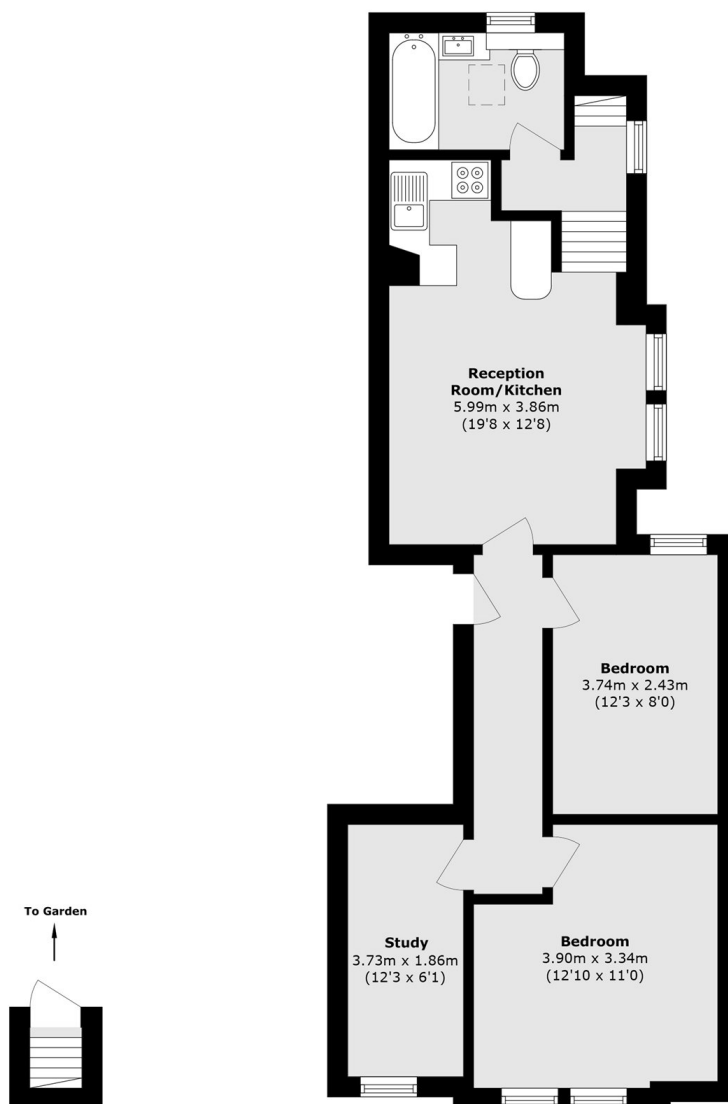 Reception
Room/Kitchen
5.99m x 3.86m
(19'8 x 12'8)
Bedroom
3.74m x 2.43m
(12'3 x 8'0)
To Garden
Study
3.73m x 1.86m
(12'3 x 6'1)
Bedroom
3.90m x 3.34m
(12'10 x 11'0)